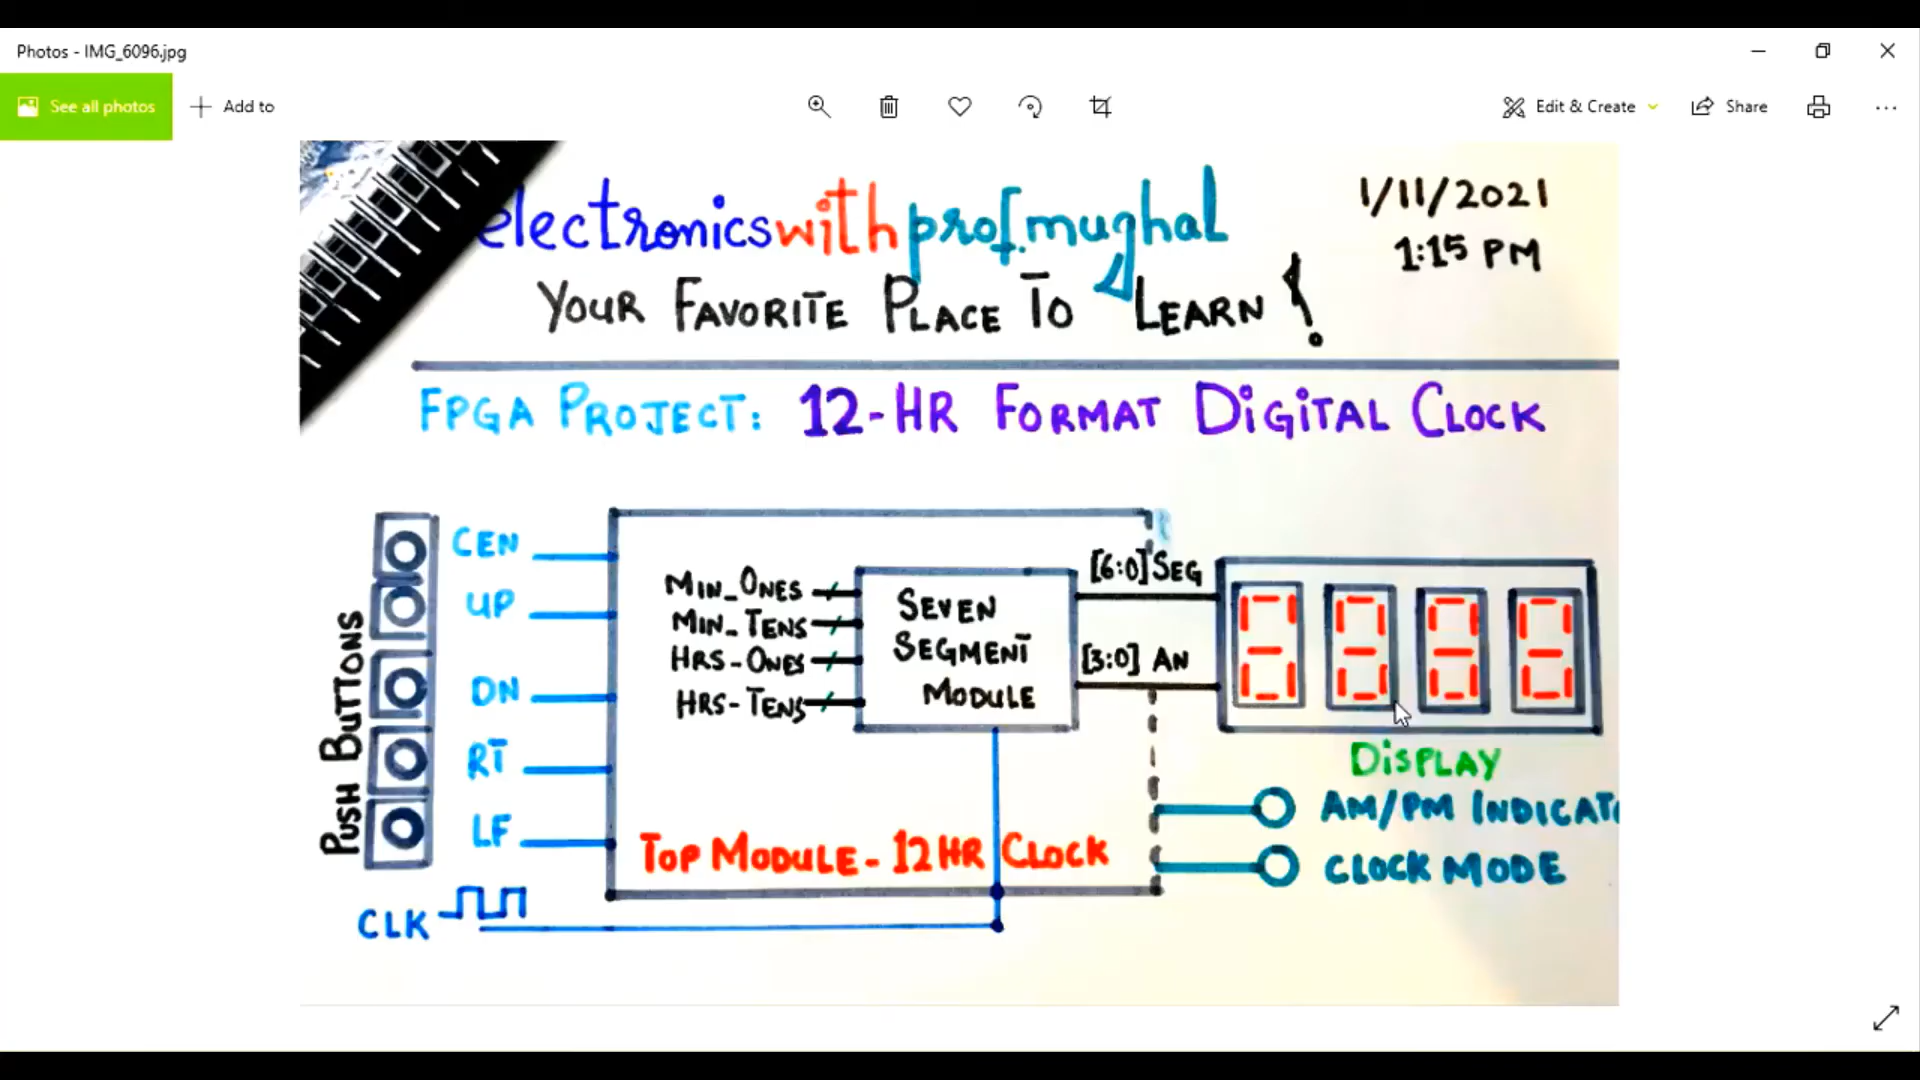 Photos - IMG_6096.jpg
See all photos
Add to
Edit & Create
Share
electronicswithprof.mughal
1/11/2021
1:15 PM
YOUR FAVORITE PLACE TO LEARN !
FPGA PROJECT: 12-HR FORMAT DIGITAL CLOCK
PUSH BUTTONS
CEN
UP
DN
RT
LF
CLK
MIN_ONES
MIN_TENS
HRS-ONES
HRS-TENS
SEVEN
SEGMENT
MODULE
TOP MODULE - 12HR CLOCK
[6:0] SEG
[3:0] AN
DISPLAY
AM/PM INDICATO
CLOCK MODE